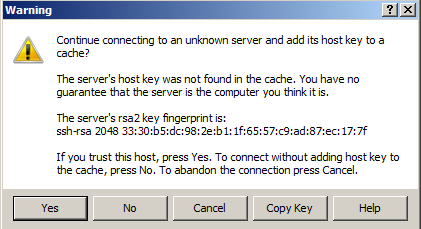 Warning
Continue connecting to an unknown server and add its host key to a
cache?
The server's host key was not found in the cache. You have no
guarantee that the server is the computer you think it is.
The server's rsa2 key fingerprint is:
ssh-rsa 2048 33:30:b5:dc:98:2e:b1:1f:65:57:c9:ad:87:ec:17:7f
If you trust this host, press Yes. To connect without adding host key to
the cache, press No. To abandon the connection press Cancel.
Yes No Cancel Copy Key Help